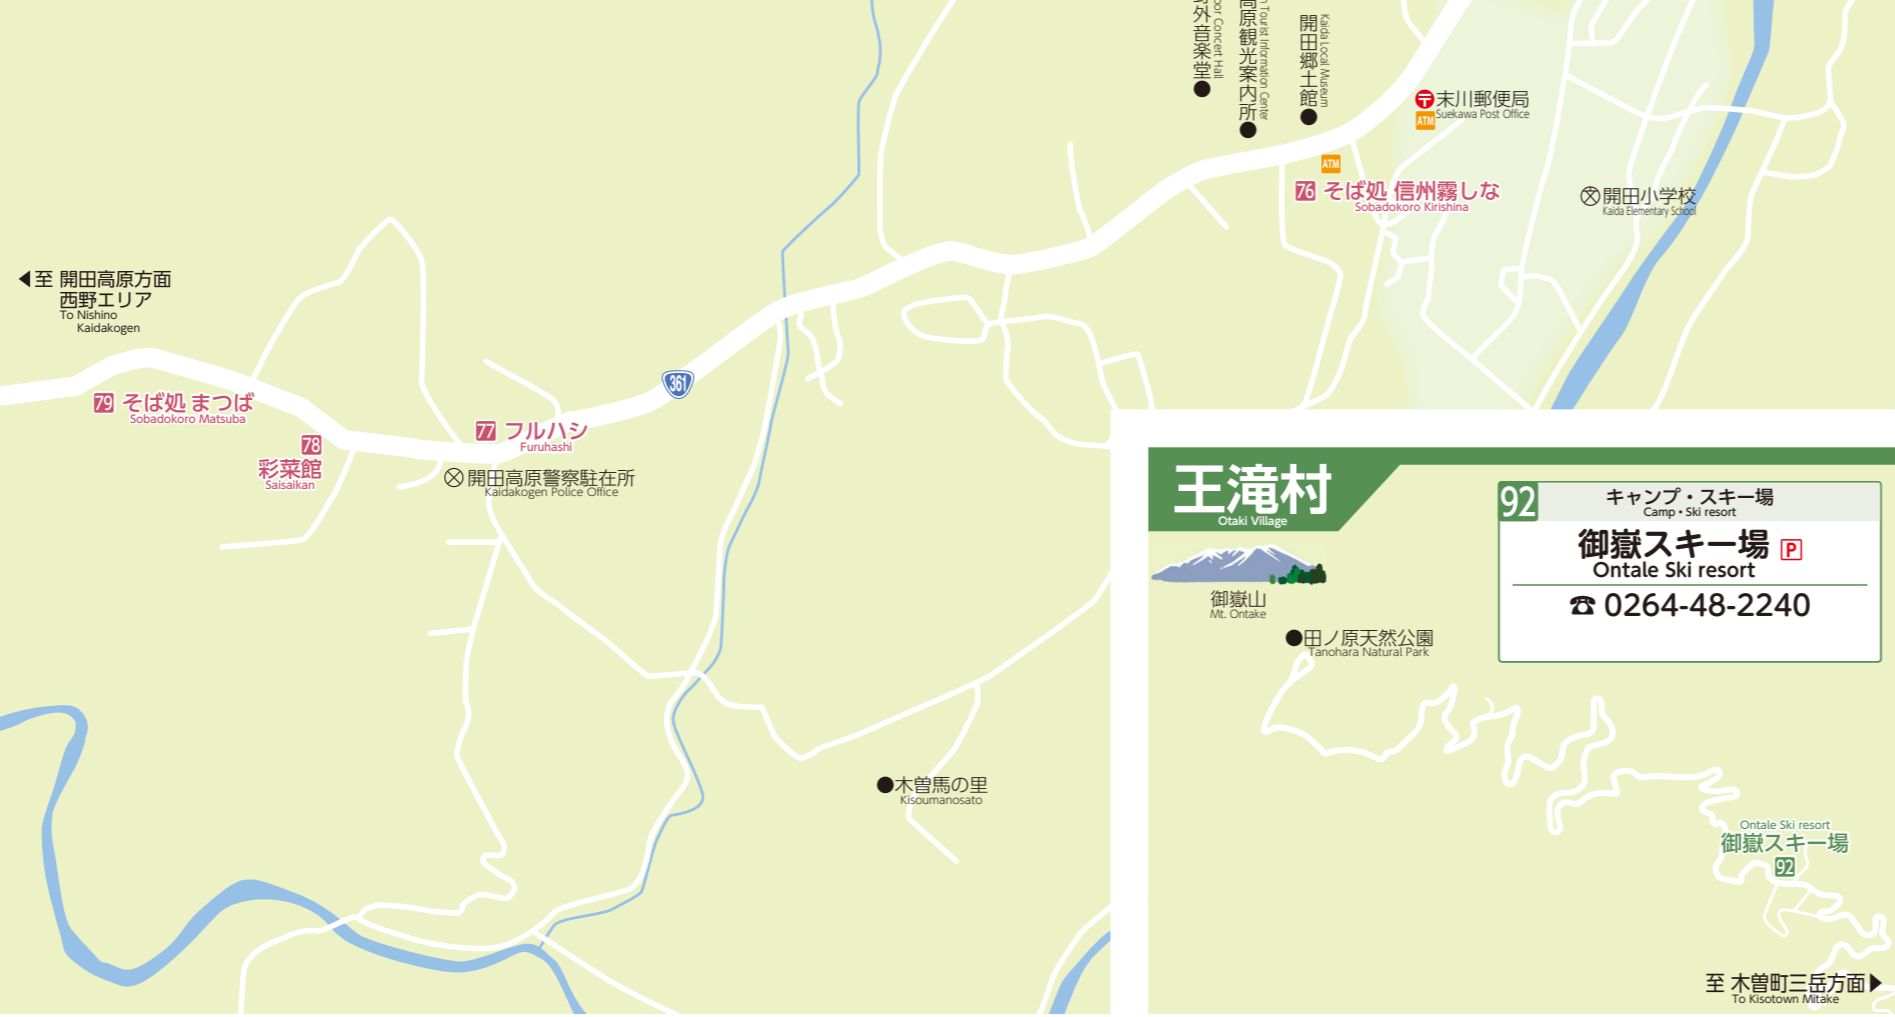 外音楽堂
oor Concert Hall
高原観光案内所
Tourist Information Center
開田郷土館
Kaida Local Museum
末川郵便局
ATM
Suekawa Post Office
ATM
76 そば処 信州霧しな
Sobadokoro Kirishina
開田小学校
Kaida Elementary School
至 開田高原方面
西野エリア
To Nishino
Kaidakogen
361
79 そば処 まつば
Sobadokoro Matsuba
78
彩菜館
Saisaikan
77 フルハシ
Furuhashi
開田高原警察駐在所
Kaidakogen Police Office
王滝村
Otaki Village
92
キャンプ・スキー場
Camp・Ski resort
御嶽スキー場 P
Ontale Ski resort
☎ 0264-48-2240
御嶽山
Mt. Ontake
田ノ原天然公園
Tanohara Natural Park
木曽馬の里
Kisoumanosato
Ontale Ski resort
御嶽スキー場
92
至 木曽町三岳方面
To Kisotown Mitake